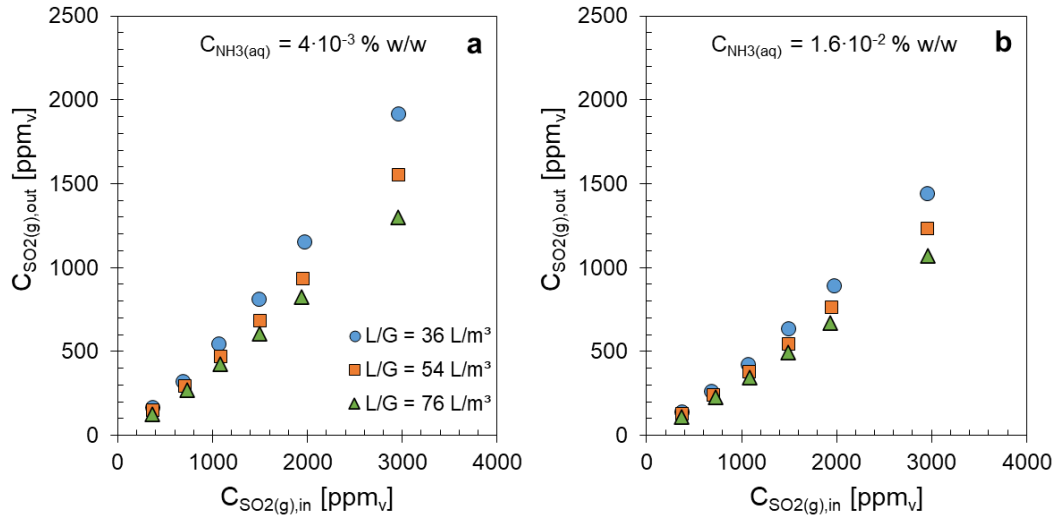 2500
2000
1500
1000
500
0
0 1000 2000 3000 4000
C_SO2(g),out [ppm_v]
C_SO2(g),in [ppm_v]
C_NH3(aq) = 4·10⁻³ % w/w
a
L/G = 36 L/m³
L/G = 54 L/m³
L/G = 76 L/m³
2500
2000
1500
1000
500
0
0 1000 2000 3000 4000
C_SO2(g),out [ppm_v]
C_SO2(g),in [ppm_v]
C_NH3(aq) = 1.6·10⁻² % w/w
b